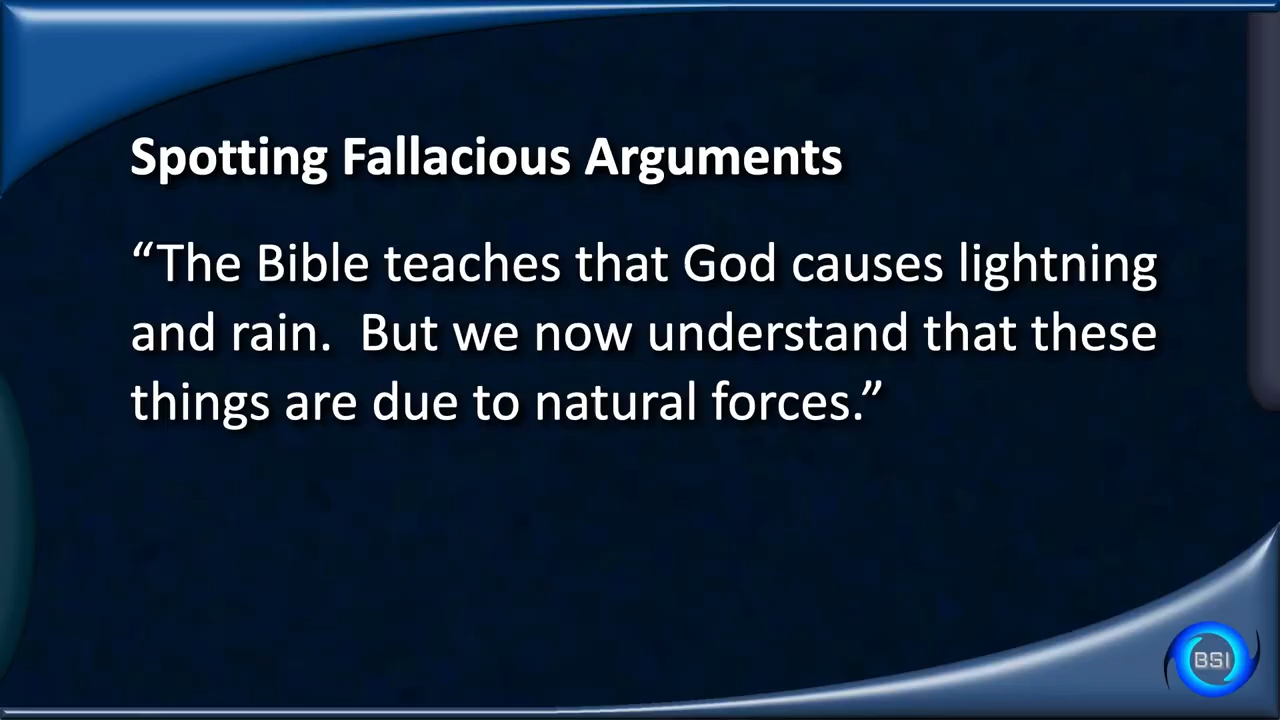 Spotting Fallacious Arguments
“The Bible teaches that God causes lightning
and rain.  But we now understand that these
things are due to natural forces.”
BSI